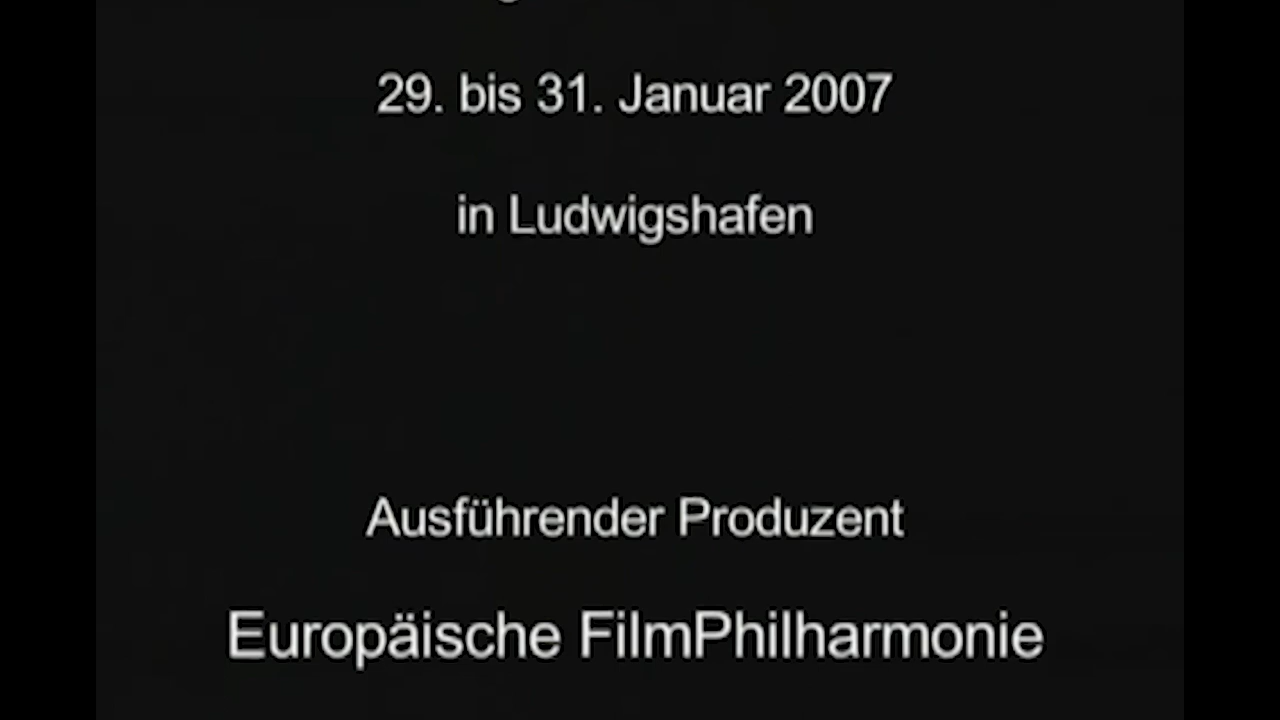 29. bis 31. Januar 2007
in Ludwigshafen
Ausführender Produzent
Europäische FilmPhilharmonie